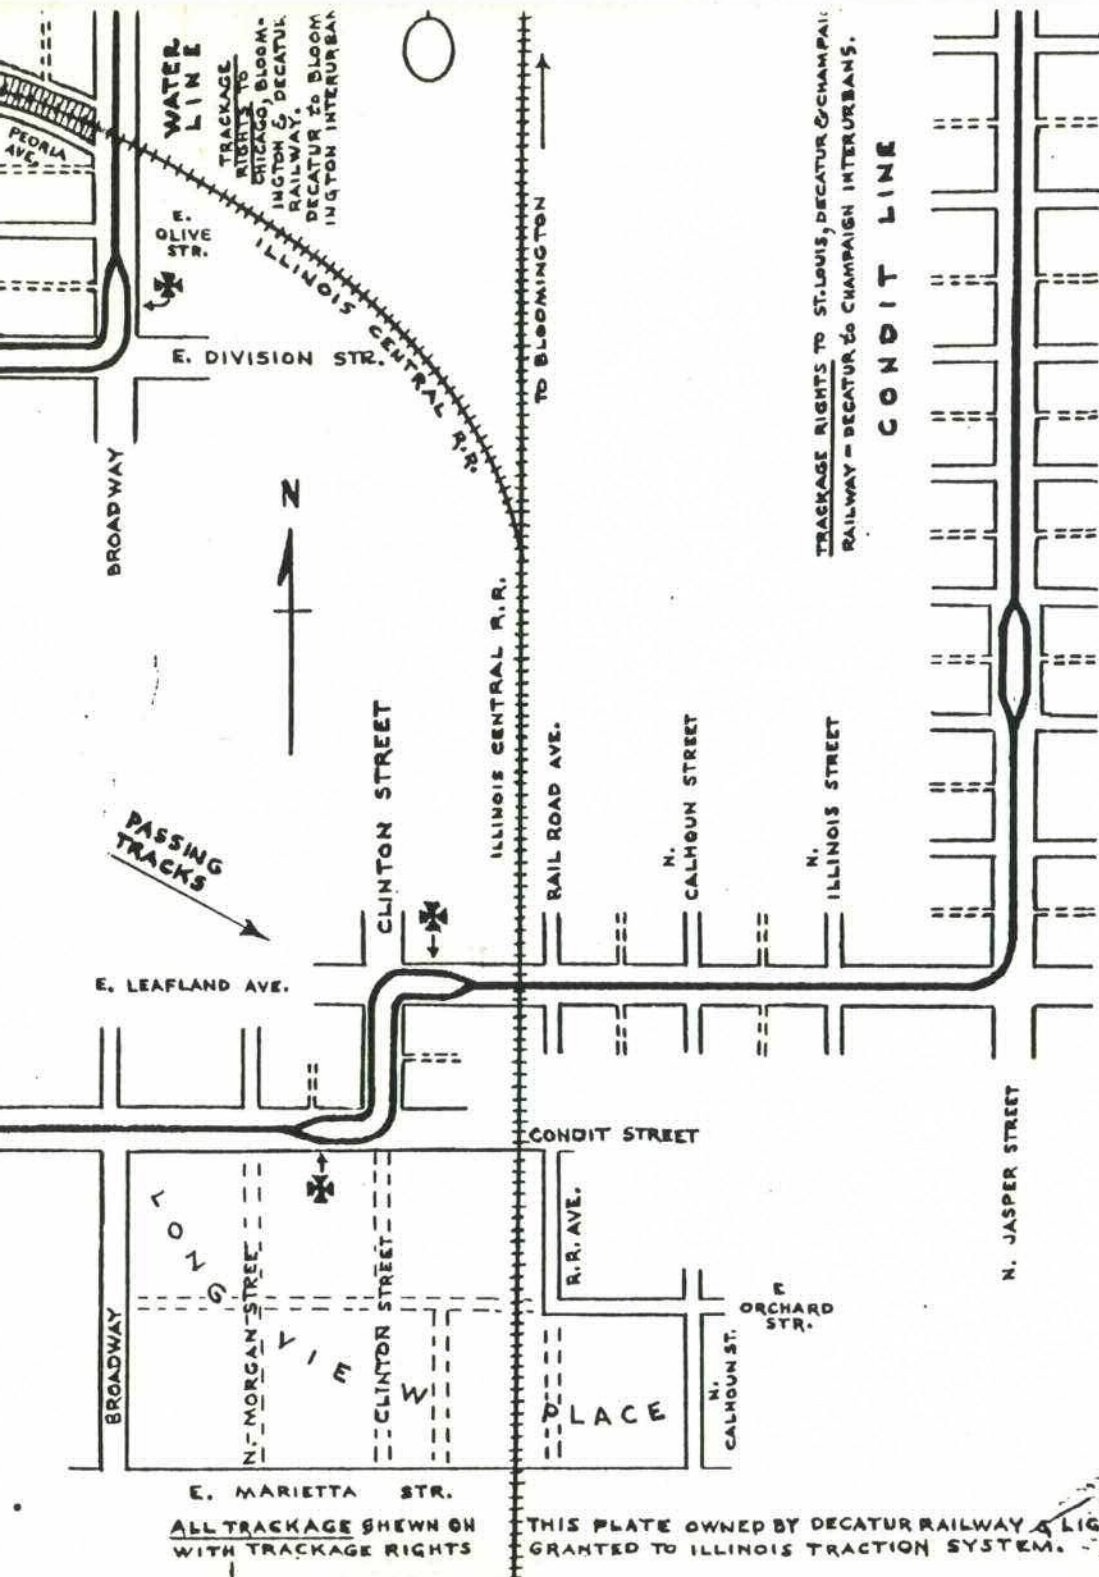 WATER
LINE
TRACKAGE
RIGHTS TO
CHICAGO, BLOOM-
INGTON & DECATUR
RAILWAY.
DECATUR to BLOOM
INGTON INTERURBAN
PEORIA
AVE.
E.
OLIVE
STR.
ILLINOIS CENTRAL R.R.
E. DIVISION STR.
BROADWAY
TO BLOOMINGTON
TRACKAGE RIGHTS TO ST. LOUIS, DECATUR & CHAMPAI
RAILWAY - DECATUR to CHAMPAIGN INTERURBANS.
CONDIT LINE
N
ILLINOIS CENTRAL R.R.
PASSING
TRACKS
CLINTON STREET
RAIL ROAD AVE.
N.
CALHOUN STREET
N.
ILLINOIS STREET
E. LEAFLAND AVE.
CONDIT STREET
N. JASPER STREET
LONG VIEW PLACE
R.R. AVE.
BROADWAY
N. MORGAN STREET
CLINTON STREET
E
ORCHARD
STR.
N.
CALHOUN ST.
E. MARIETTA STR.
ALL TRACKAGE SHEWN ON THIS PLATE OWNED BY DECATUR RAILWAY & LIG
WITH TRACKAGE RIGHTS GRANTED TO ILLINOIS TRACTION SYSTEM.